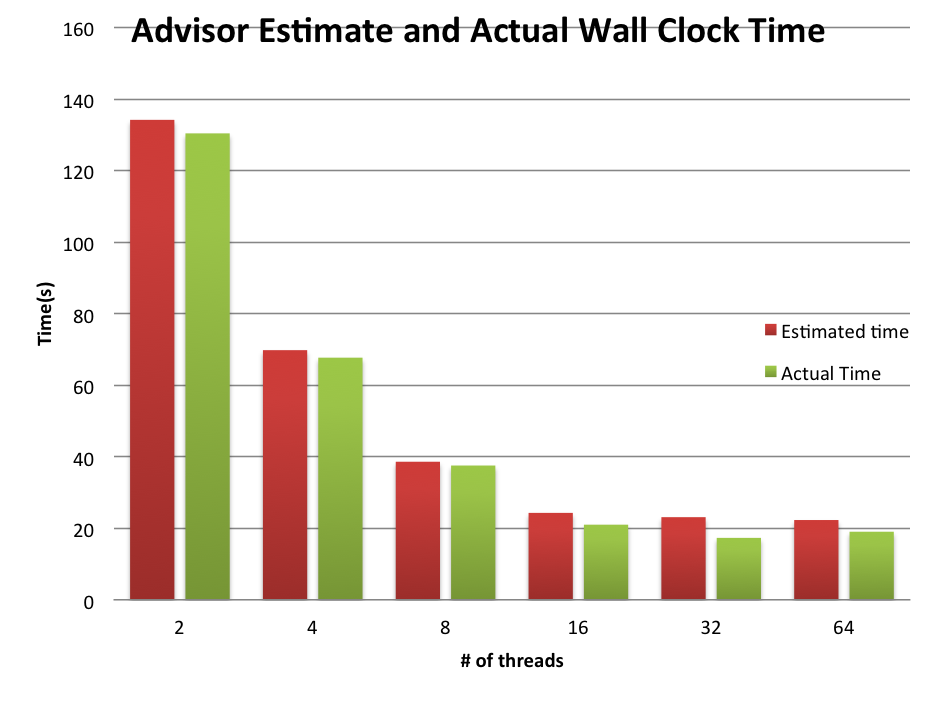 Advisor Estimate and Actual Wall Clock Time
160
140
120
100
80
60
40
20
0
Time(s)
Estimated time
Actual Time
2 4 8 16 32 64
# of threads